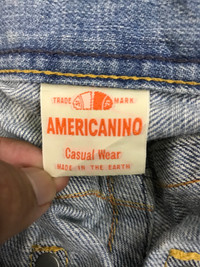 TRADE MARK
AMERICANINO
Casual Wear
MADE IN THE EARTH